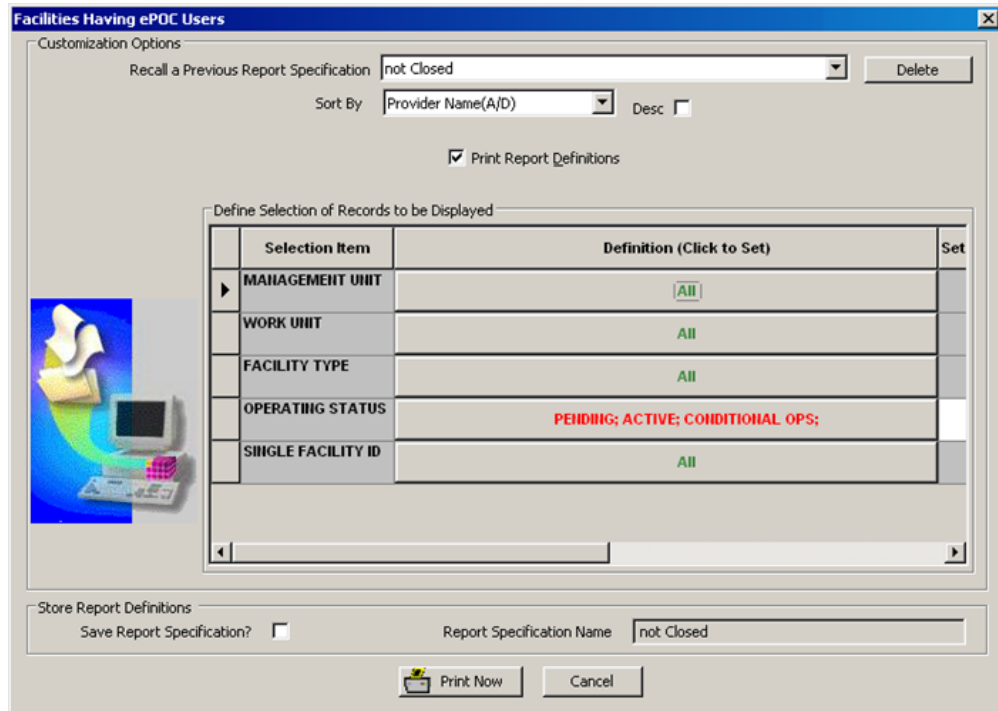 Facilities Having ePOC Users
Customization Options
Recall a Previous Report Specification not Closed Delete
Sort By Provider Name(A/D) Desc
Print Report Definitions
Define Selection of Records to be Displayed
Selection Item Definition (Click to Set) Set
MANAGEMENT UNIT All
WORK UNIT All
FACILITY TYPE All
OPERATING STATUS PENDING; ACTIVE; CONDITIONAL OPS;
SINGLE FACILITY ID All
Store Report Definitions
Save Report Specification? Report Specification Name not Closed
Print Now Cancel